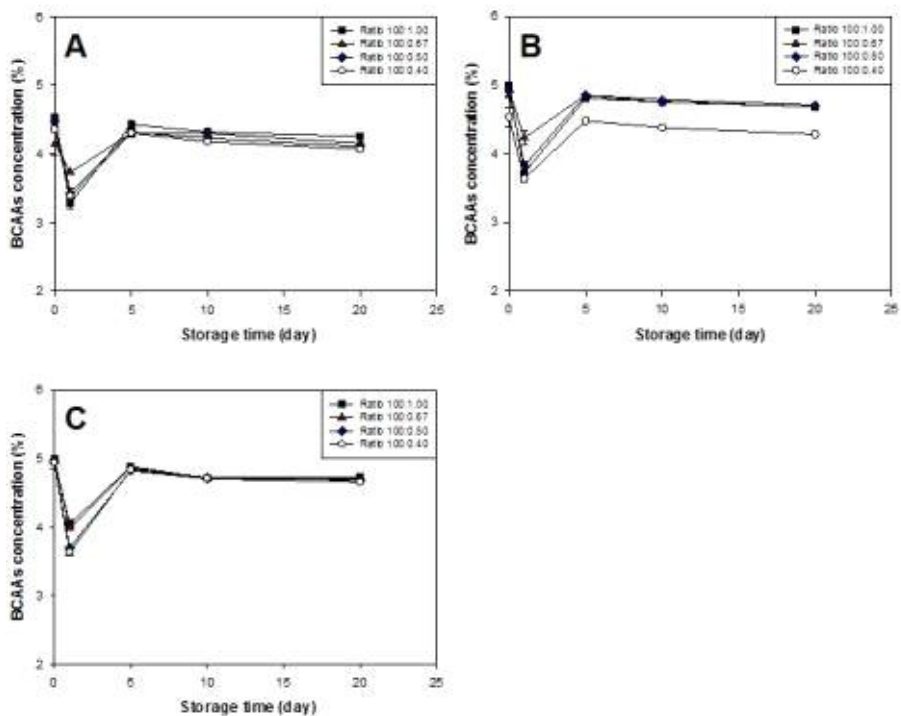 A
Ratio 100:1.00
Ratio 100:0.67
Ratio 100:0.50
Ratio 100:0.40
BCAAs concentration (%)
6
5
4
3
2
0 5 10 15 20 25
Storage time (day)
B
Ratio 100:1.00
Ratio 100:0.67
Ratio 100:0.50
Ratio 100:0.40
BCAAs concentration (%)
6
5
4
3
2
0 5 10 15 20 25
Storage time (day)
C
Ratio 100:1.00
Ratio 100:0.67
Ratio 100:0.50
Ratio 100:0.40
BCAAs concentration (%)
6
5
4
3
2
0 5 10 15 20 25
Storage time (day)